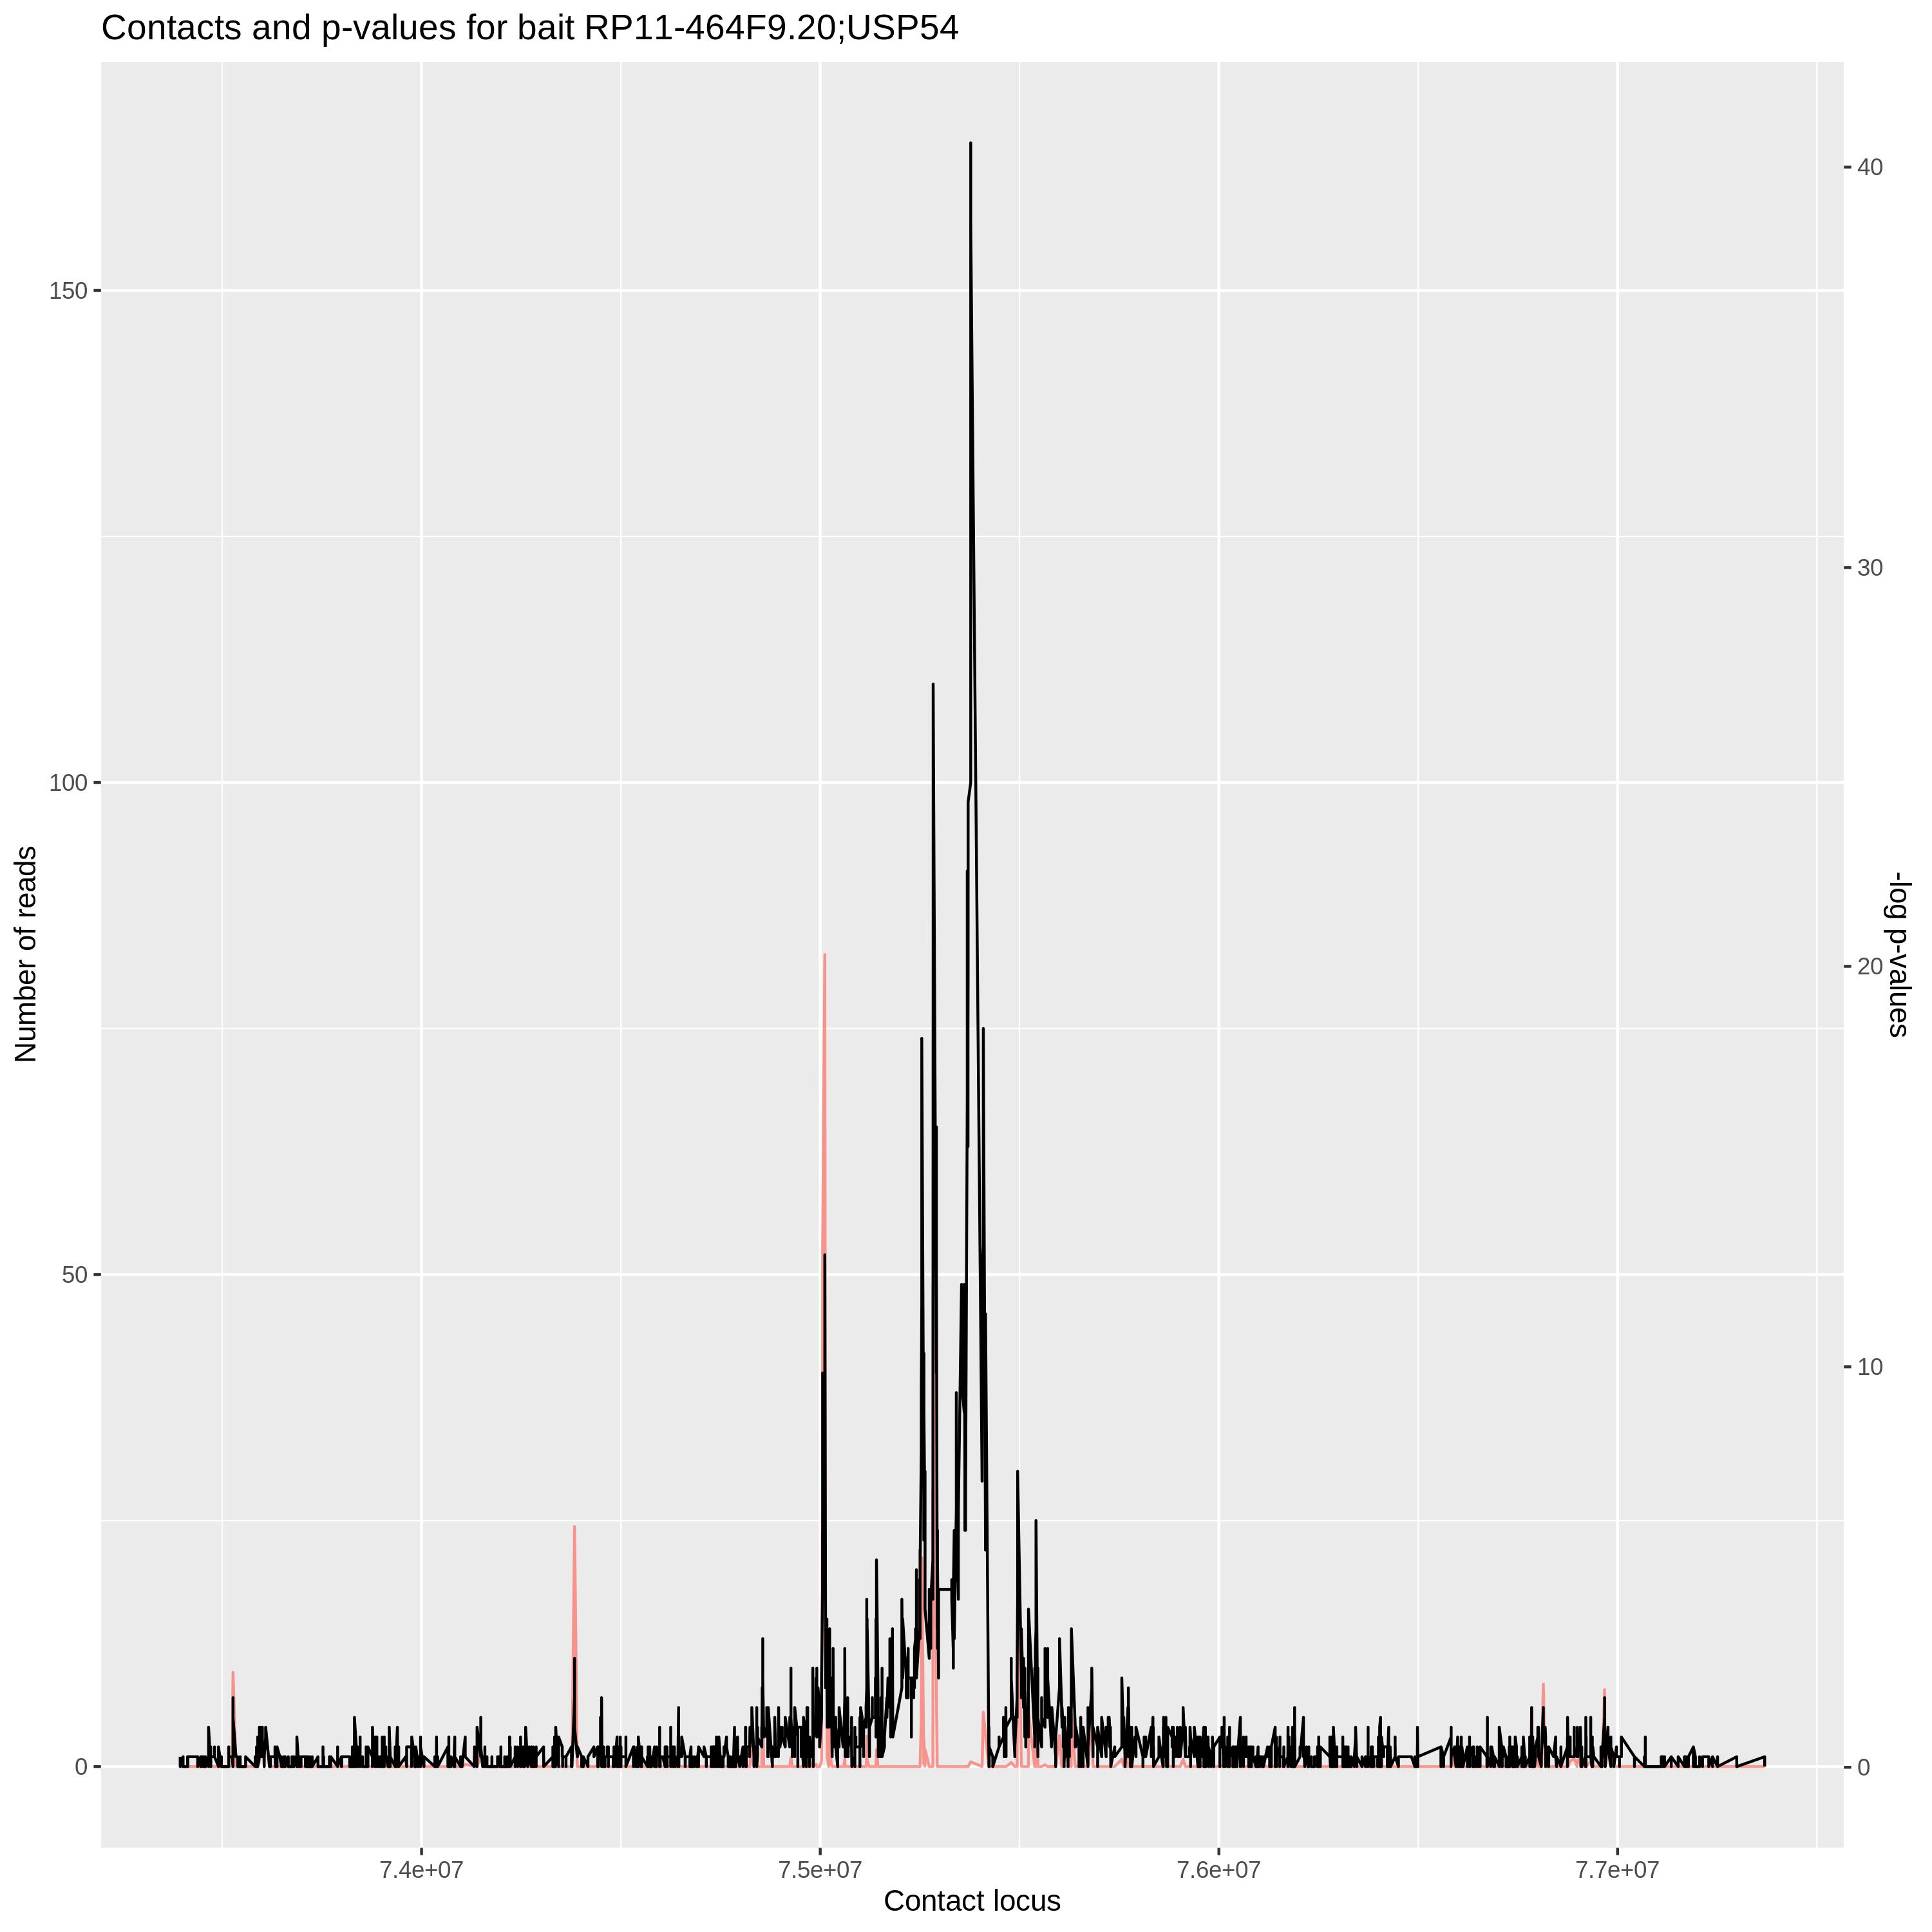 Contacts and p-values for bait RP11-464F9.20;USP54
150
100
50
0
Number of reads
40
30
20
10
0
-log p-values
7.4e+07
7.5e+07
7.6e+07
7.7e+07
Contact locus